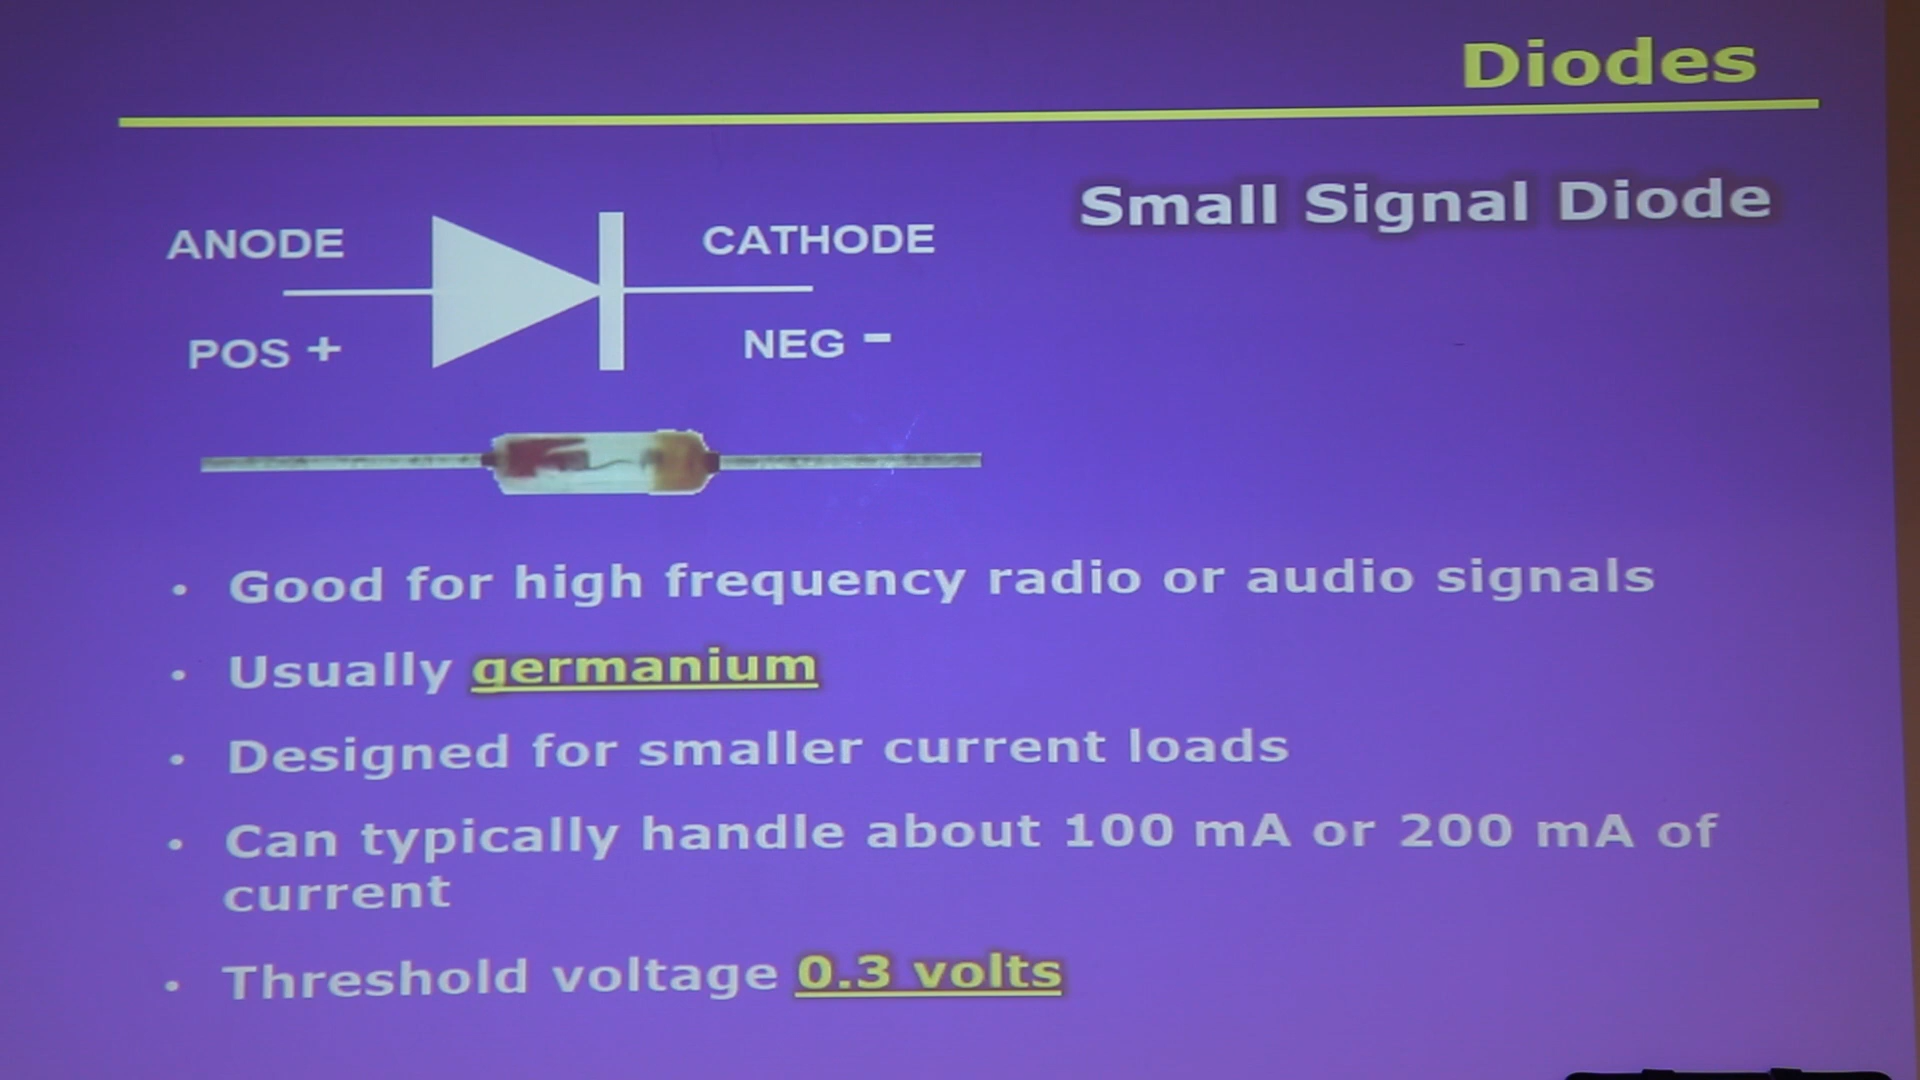 Diodes
Small Signal Diode
ANODE
CATHODE
POS +
NEG -
• Good for high frequency radio or audio signals
• Usually germanium
• Designed for smaller current loads
• Can typically handle about 100 mA or 200 mA of
current
• Threshold voltage 0.3 volts